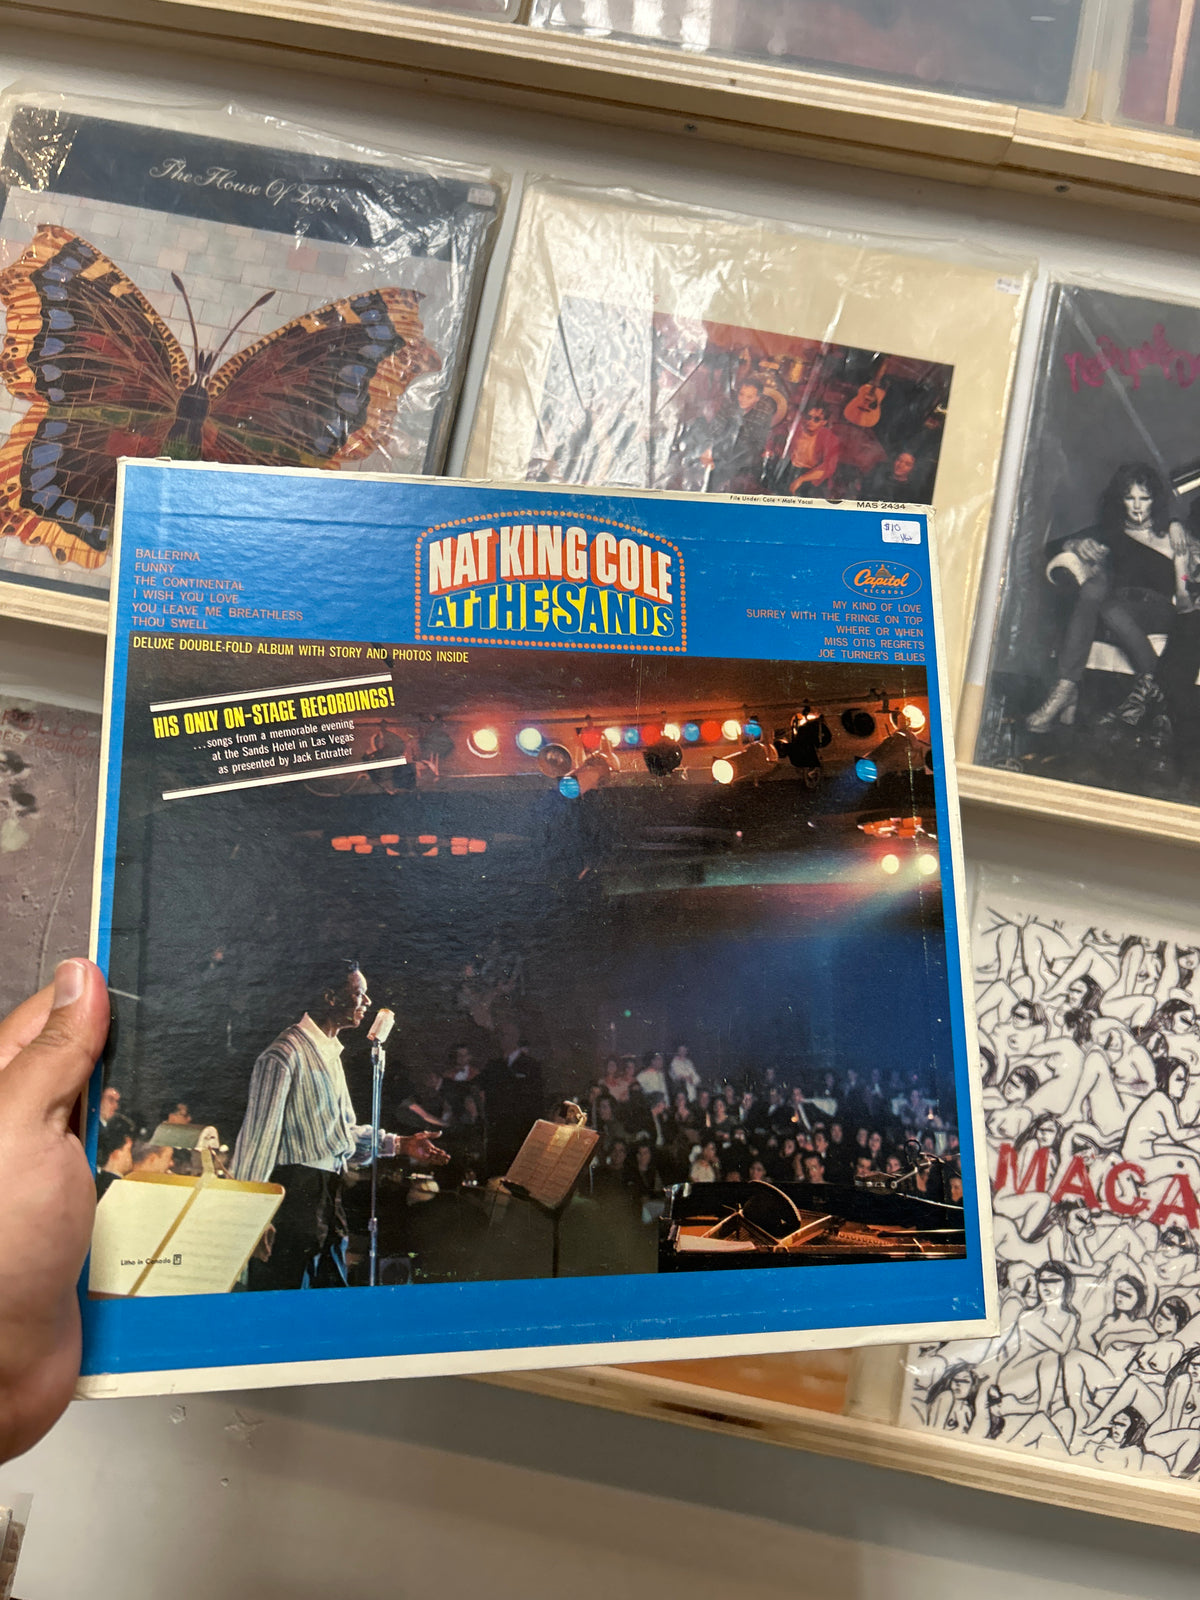 The House Of Love
File Under: Cole • Male Vocal
MAS 2434
$10
NAT KING COLE
AT THE SANDS
BALLERINA
FUNNY
THE CONTINENTAL
I WISH YOU LOVE
YOU LEAVE ME BREATHLESS
THOU SWELL
Capitol
RECORDS
MY KIND OF LOVE
SURREY WITH THE FRINGE ON TOP
WHERE OR WHEN
MISS OTIS REGRETS
JOE TURNER'S BLUES
DELUXE DOUBLE-FOLD ALBUM WITH STORY AND PHOTOS INSIDE
HIS ONLY ON-STAGE RECORDINGS!
...songs from a memorable evening
at the Sands Hotel in Las Vegas
as presented by Jack Entratter
Litho in Canada
MACA